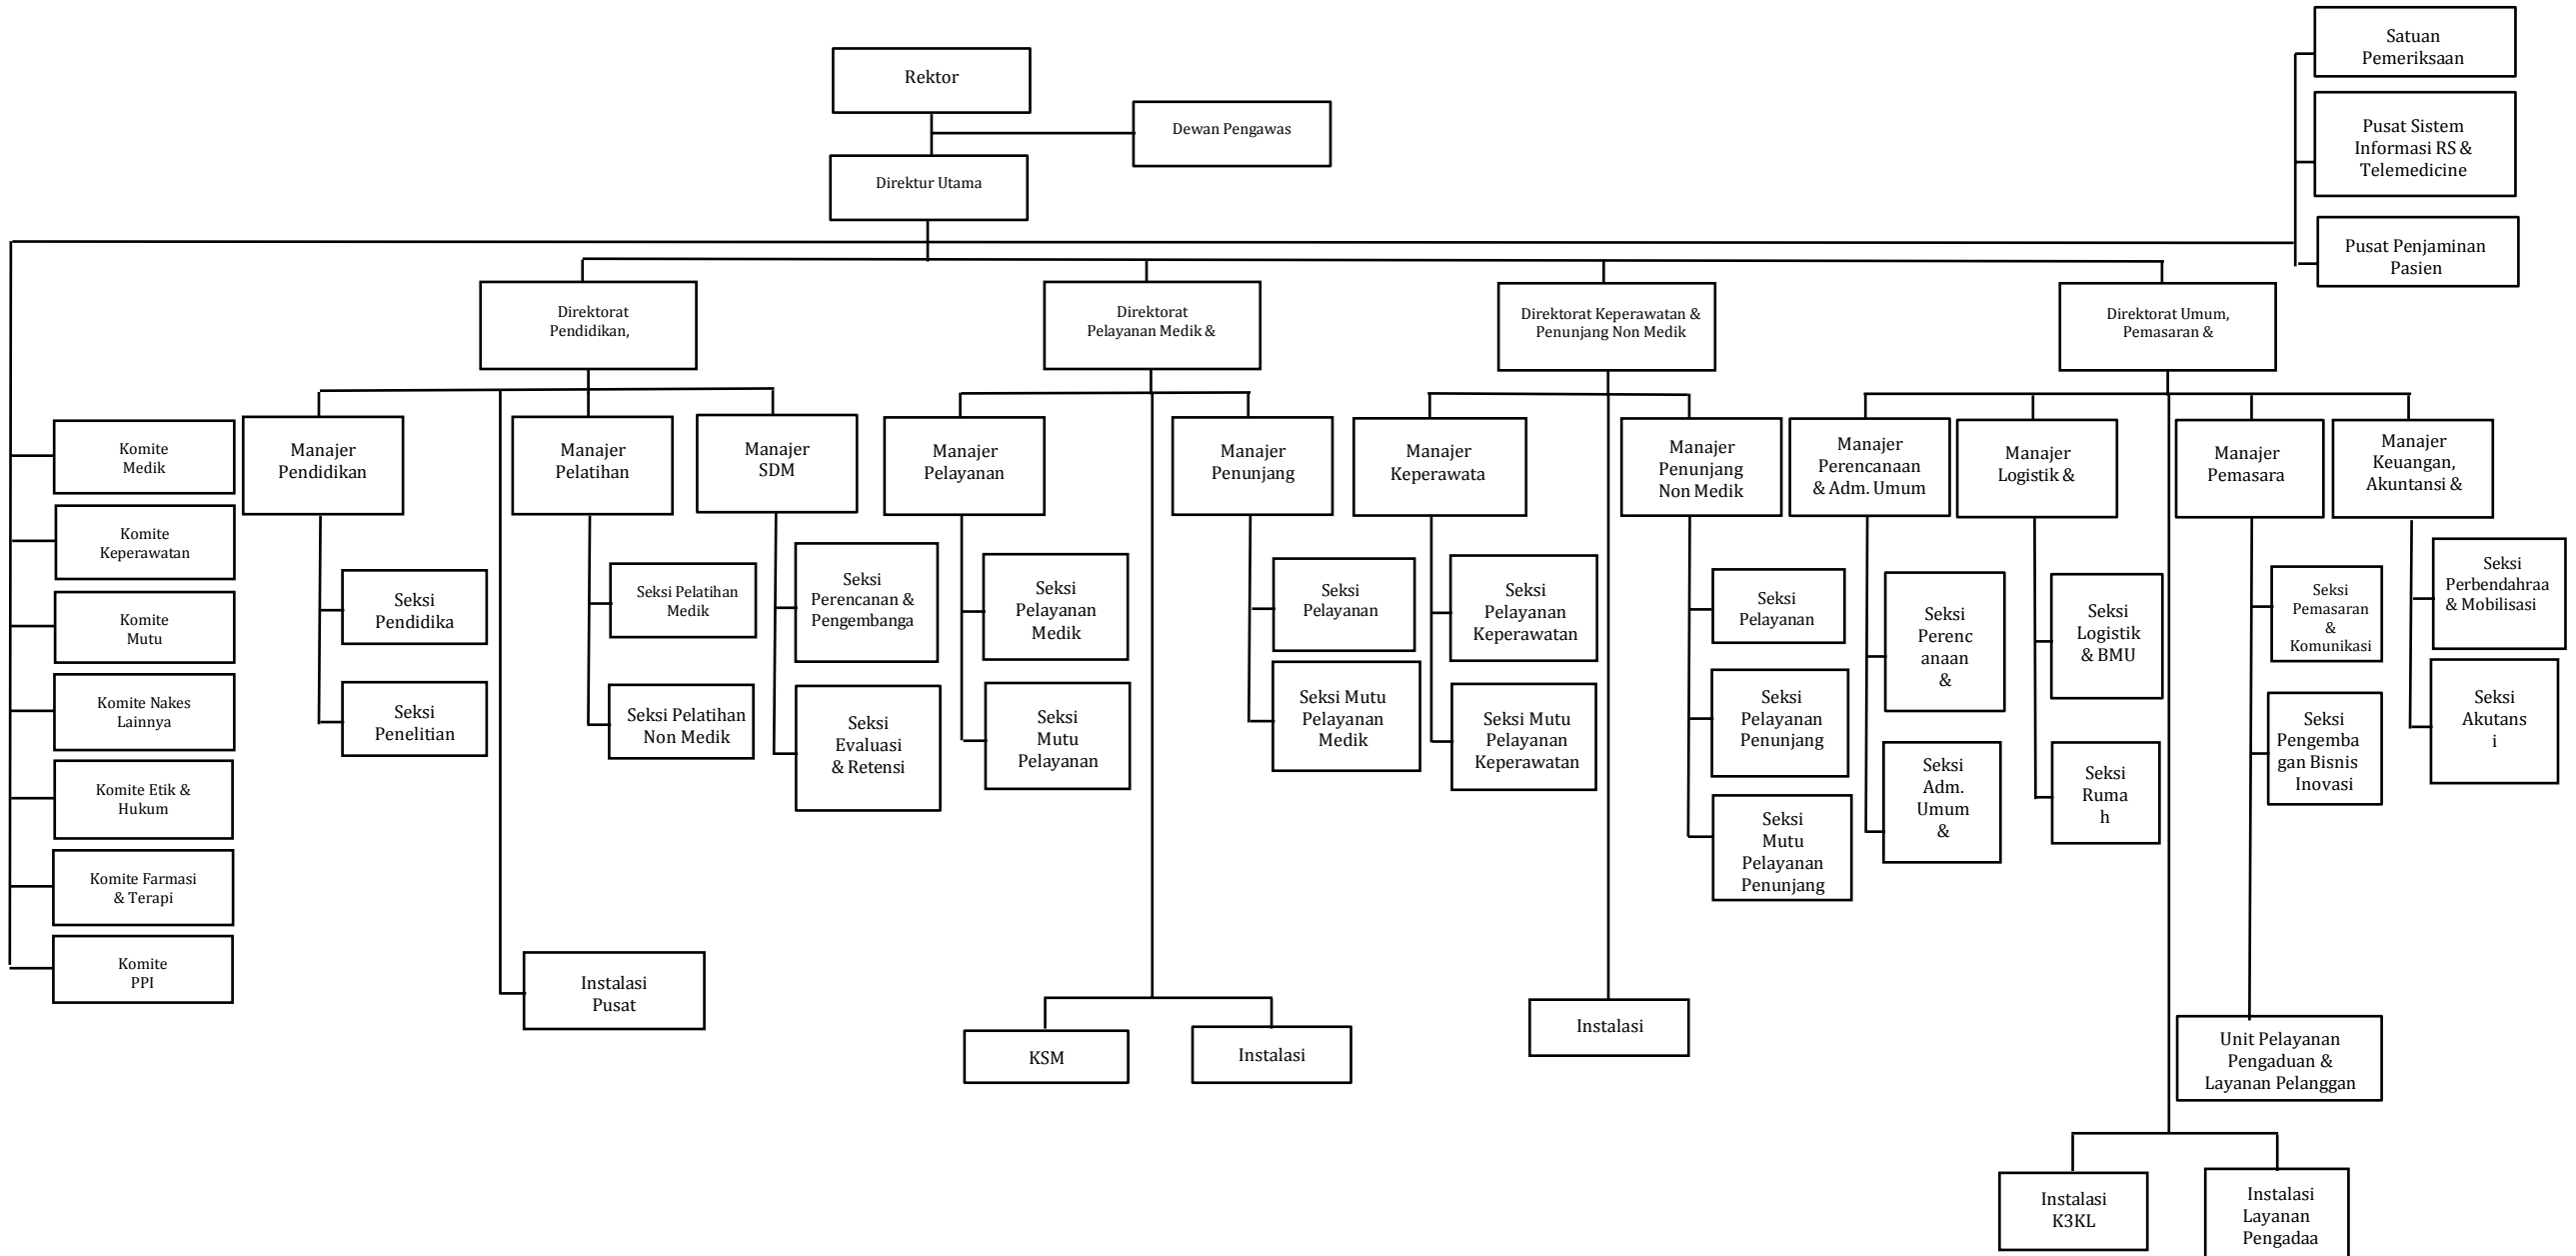 Satuan
Pemeriksaan
Rektor
Dewan Pengawas
Pusat Sistem
Informasi RS &
Telemedicine
Direktur Utama
Pusat Penjaminan
Pasien
Direktorat
Pendidikan,
Direktorat
Pelayanan Medik &
Direktorat Keperawatan &
Penunjang Non Medik
Direktorat Umum,
Pemasaran &
Komite
Medik
Komite
Keperawatan
Komite
Mutu
Komite Nakes
Lainnya
Komite Etik &
Hukum
Komite Farmasi
& Terapi
Komite
PPI
Manajer
Pendidikan
Seksi
Pendidika
Seksi
Penelitian
Manajer
Pelatihan
Seksi Pelatihan
Medik
Seksi Pelatihan
Non Medik
Manajer
SDM
Seksi
Perencanan &
Pengembanga
Seksi
Evaluasi
& Retensi
Instalasi
Pusat
Manajer
Pelayanan
Seksi
Pelayanan
Medik
Seksi
Mutu
Pelayanan
Manajer
Penunjang
Seksi
Pelayanan
Seksi Mutu
Pelayanan
Medik
KSM
Instalasi
Manajer
Keperawata
Seksi
Pelayanan
Keperawatan
Seksi Mutu
Pelayanan
Keperawatan
Manajer
Penunjang
Non Medik
Seksi
Pelayanan
Seksi
Pelayanan
Penunjang
Seksi
Mutu
Pelayanan
Penunjang
Instalasi
Manajer
Perencanaan
& Adm. Umum
Seksi
Perenc
anaan
&
Seksi
Adm.
Umum
&
Manajer
Logistik &
Seksi
Logistik
& BMU
Seksi
Ruma
h
Manajer
Pemasara
Seksi
Pemasaran
&
Komunikasi
Seksi
Pengemba
gan Bisnis
Inovasi
Unit Pelayanan
Pengaduan &
Layanan Pelanggan
Manajer
Keuangan,
Akuntansi &
Seksi
Perbendahraa
& Mobilisasi
Seksi
Akutans
i
Instalasi
K3KL
Instalasi
Layanan
Pengadaa